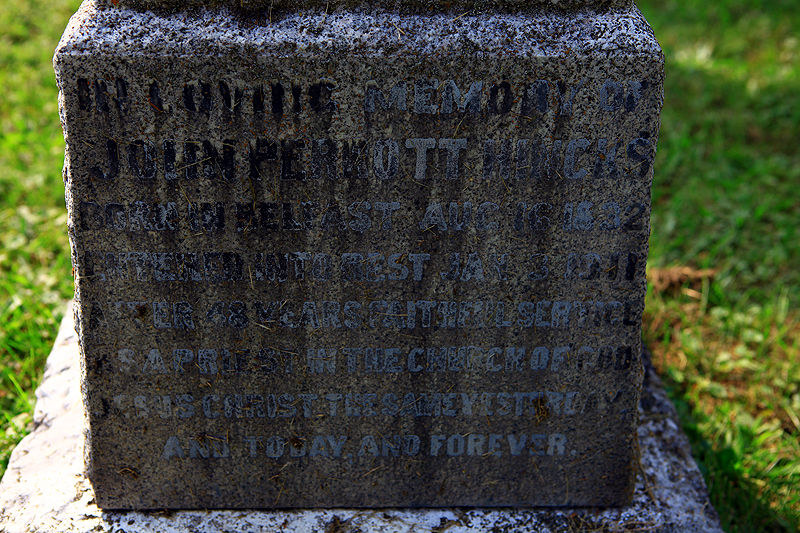 IN LOVING MEMORY OF
JOHN PERROTT HINCKS
BORN IN BELFAST AUG 16 1832
ENTERED INTO REST JAN 3 1911
AFTER 48 YEARS FAITHFUL SERVICE
AS A PRIEST IN THE CHURCH OF GOD
JESUS CHRIST, THE SAME YESTERDAY,
AND TODAY, AND FOREVER.